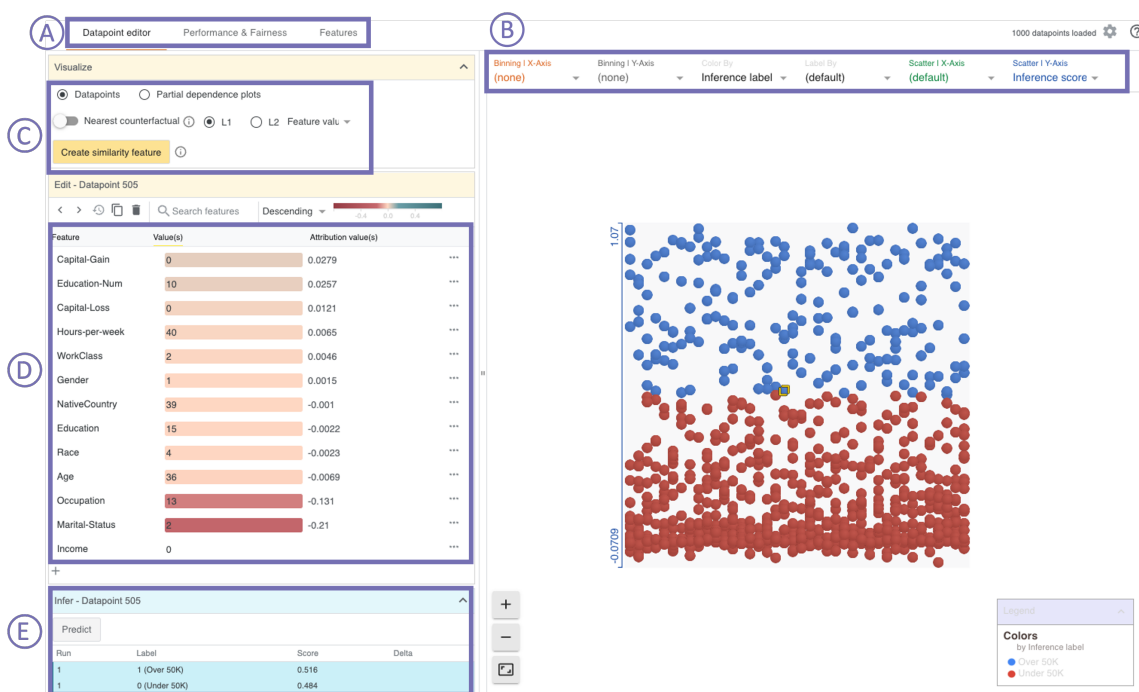 A
Datapoint editor Performance & Fairness Features
B
1000 datapoints loaded
Visualize
Binning | X-Axis Binning | Y-Axis Color By Label By Scatter | X-Axis Scatter | Y-Axis
(none) (none) Inference label (default) (default) Inference score
C
Datapoints Partial dependence plots
Nearest counterfactual L1 L2 Feature valu
Create similarity feature
Edit - Datapoint 505
Search features Descending
-0.4 0.0 0.4
D
Feature Value(s) Attribution value(s)
Capital-Gain 0 0.0279
Education-Num 10 0.0257
Capital-Loss 0 0.0121
Hours-per-week 40 0.0065
WorkClass 2 0.0046
Gender 1 0.0015
NativeCountry 39 -0.001
Education 15 -0.0022
Race 4 -0.0023
Age 36 -0.0069
Occupation 13 -0.131
Marital-Status 2 -0.21
Income 0
1.07
-0.0709
E
Infer - Datapoint 505
Predict
Run Label Score Delta
1 1 (Over 50K) 0.516
1 0 (Under 50K) 0.484
Legend
Colors
by Inference label
Over 50K
Under 50K